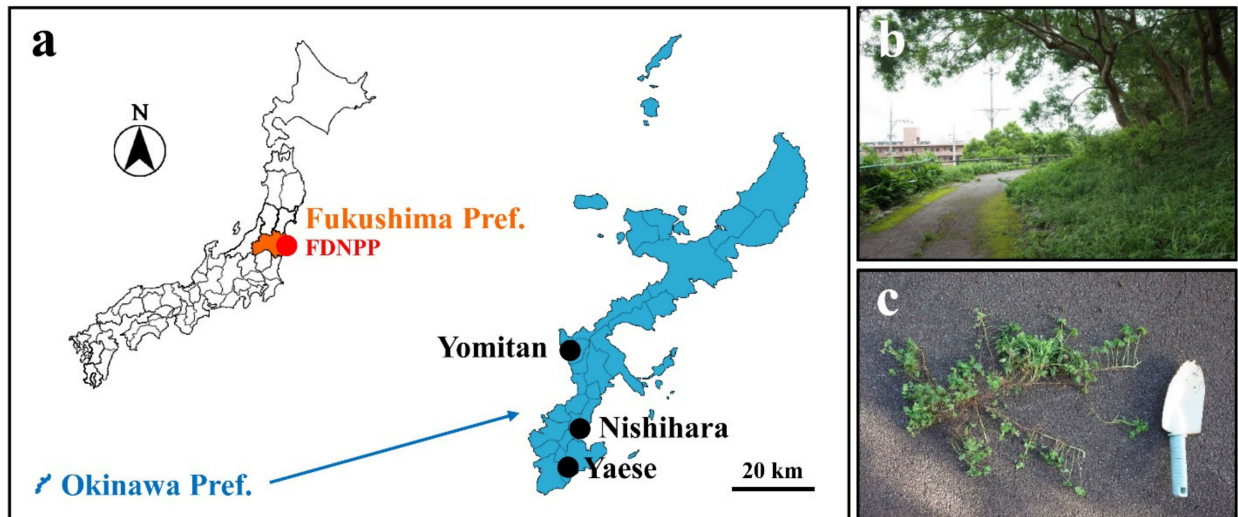 a
N
Fukushima Pref.
FDNPP
Yomitan
Nishihara
Yaese
20 km
Okinawa Pref.
b
c